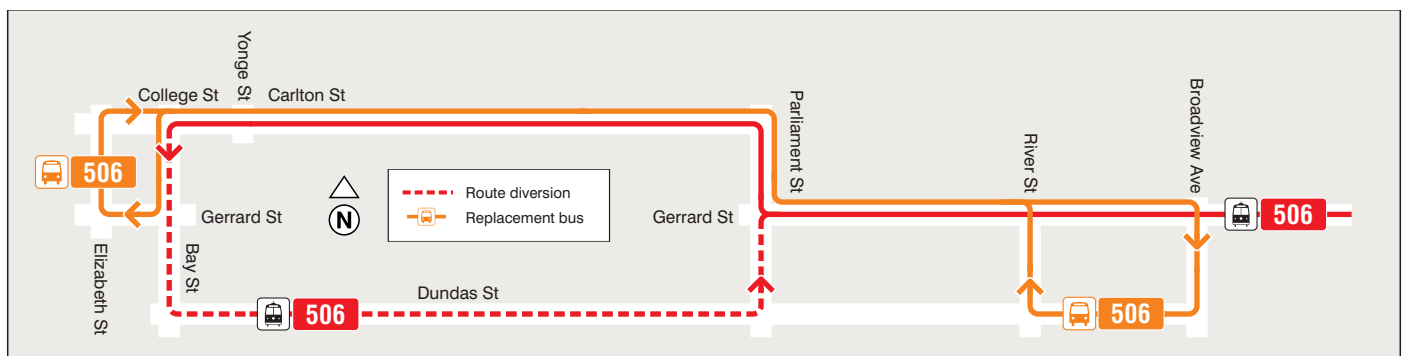 Yonge St
College St
Carlton St
Parliament St
River St
Broadview Ave
506
Route diversion
Replacement bus
N
Gerrard St
Gerrard St
506
Elizabeth St
Bay St
Dundas St
506
506